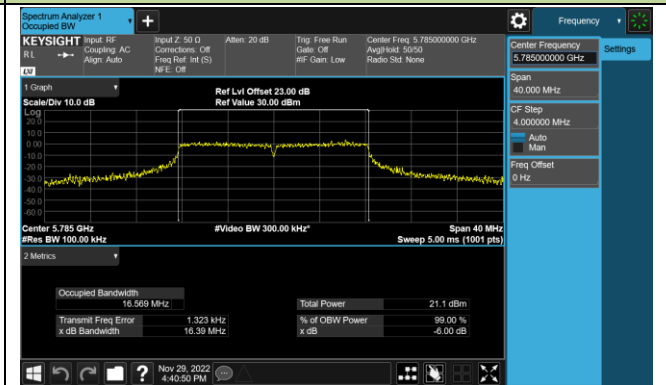 Spectrum Analyzer 1
Occupied BW
Frequency
KEYSIGHT Input: RF
RL
Coupling: AC
Align: Auto
Input Z: 50 Ω
Corrections: Off
Freq Ref: Int (S)
NFE: Off
Atten: 20 dB
Trig: Free Run
Gate: Off
#IF Gain: Low
Center Freq: 5.785000000 GHz
Avg|Hold: 50/50
Radio Std: None
LXI
1 Graph
Scale/Div 10.0 dB
Ref Lvl Offset 23.00 dB
Ref Value 30.00 dBm
Log
20.0
10.0
0.00
-10.0
-20.0
-30.0
-40.0
-50.0
-60.0
Center 5.785 GHz
#Res BW 100.00 kHz
#Video BW 300.00 kHz*
Span 40 MHz
Sweep 5.00 ms (1001 pts)
2 Metrics
Occupied Bandwidth
16.569 MHz
Transmit Freq Error 1.323 kHz
x dB Bandwidth 16.39 MHz
Total Power 21.1 dBm
% of OBW Power 99.00 %
x dB -6.00 dB
Center Frequency
5.785000000 GHz
Settings
Span
40.000 MHz
CF Step
4.000000 MHz
Auto
Man
Freq Offset
0 Hz
Nov 29, 2022
4:40:50 PM